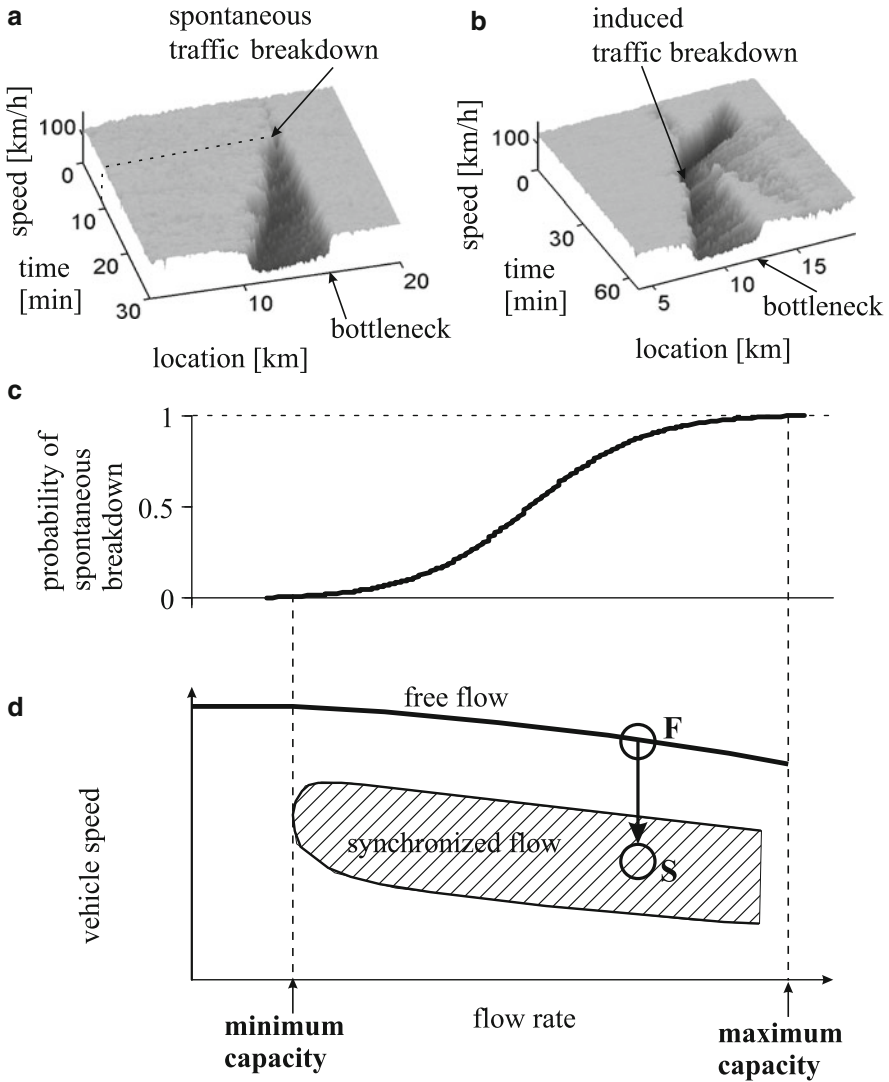 a
spontaneous
traffic breakdown
speed [km/h]
100
0
10
20
30
time
[min]
10
20
bottleneck
location [km]
b
induced
traffic breakdown
speed [km/h]
100
0
30
60
time
[min]
5
10
15
bottleneck
location [km]
c
probability of
spontaneous
breakdown
1
0.5
0
d
vehicle speed
free flow
F
synchronized flow
S
minimum
capacity
flow rate
maximum
capacity